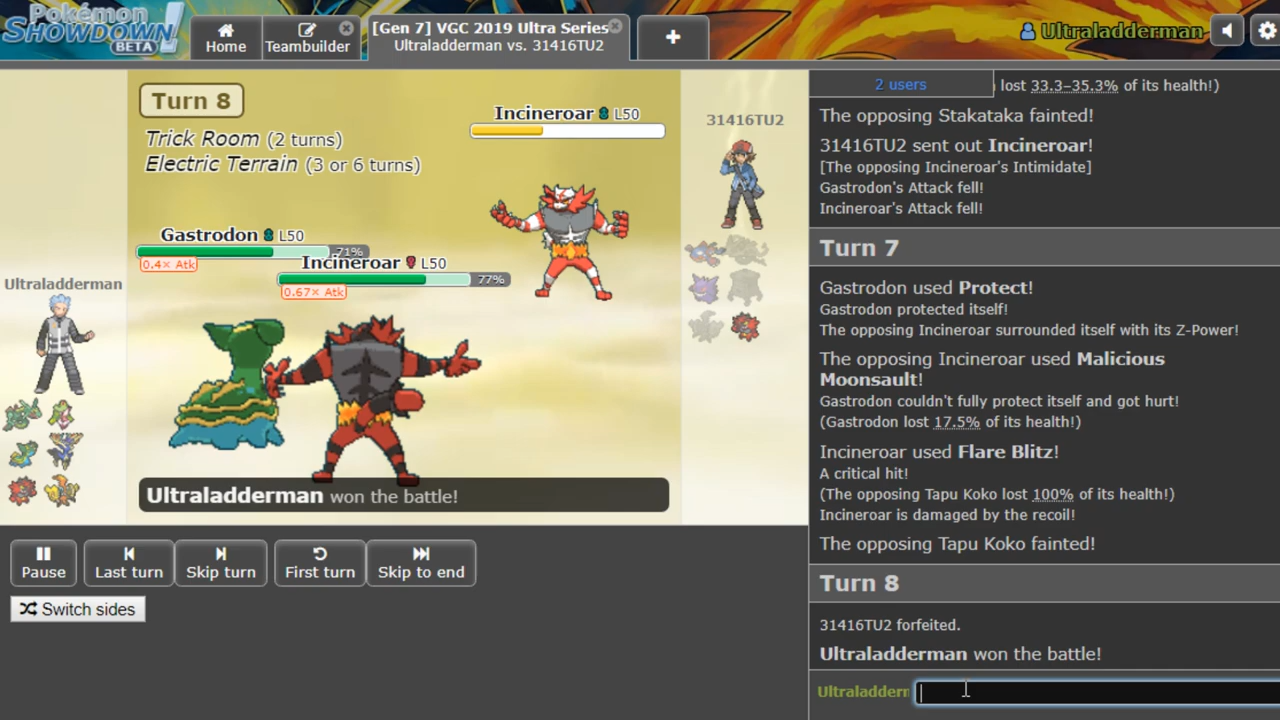 Pokémon
SHOWDOWN!
BETA
Home
Teambuilder
[Gen 7] VGC 2019 Ultra Series
Ultraladderman vs. 31416TU2
Ultraladderman
Turn 8
Trick Room (2 turns)
Electric Terrain (3 or 6 turns)
Incineroar L50
31416TU2
Gastrodon L50
71%
0.4× Atk
Incineroar L50
77%
0.67× Atk
Ultraladderman
Ultraladderman won the battle!
Pause
Last turn
Skip turn
First turn
Skip to end
Switch sides
2 users
lost 33.3–35.3% of its health!)
The opposing Stakataka fainted!
31416TU2 sent out Incineroar!
[The opposing Incineroar's Intimidate]
Gastrodon's Attack fell!
Incineroar's Attack fell!
Turn 7
Gastrodon used Protect!
Gastrodon protected itself!
The opposing Incineroar surrounded itself with its Z-Power!
The opposing Incineroar used Malicious
Moonsault!
Gastrodon couldn't fully protect itself and got hurt!
(Gastrodon lost 17.5% of its health!)
Incineroar used Flare Blitz!
A critical hit!
(The opposing Tapu Koko lost 100% of its health!)
Incineroar is damaged by the recoil!
The opposing Tapu Koko fainted!
Turn 8
31416TU2 forfeited.
Ultraladderman won the battle!
Ultraladderm